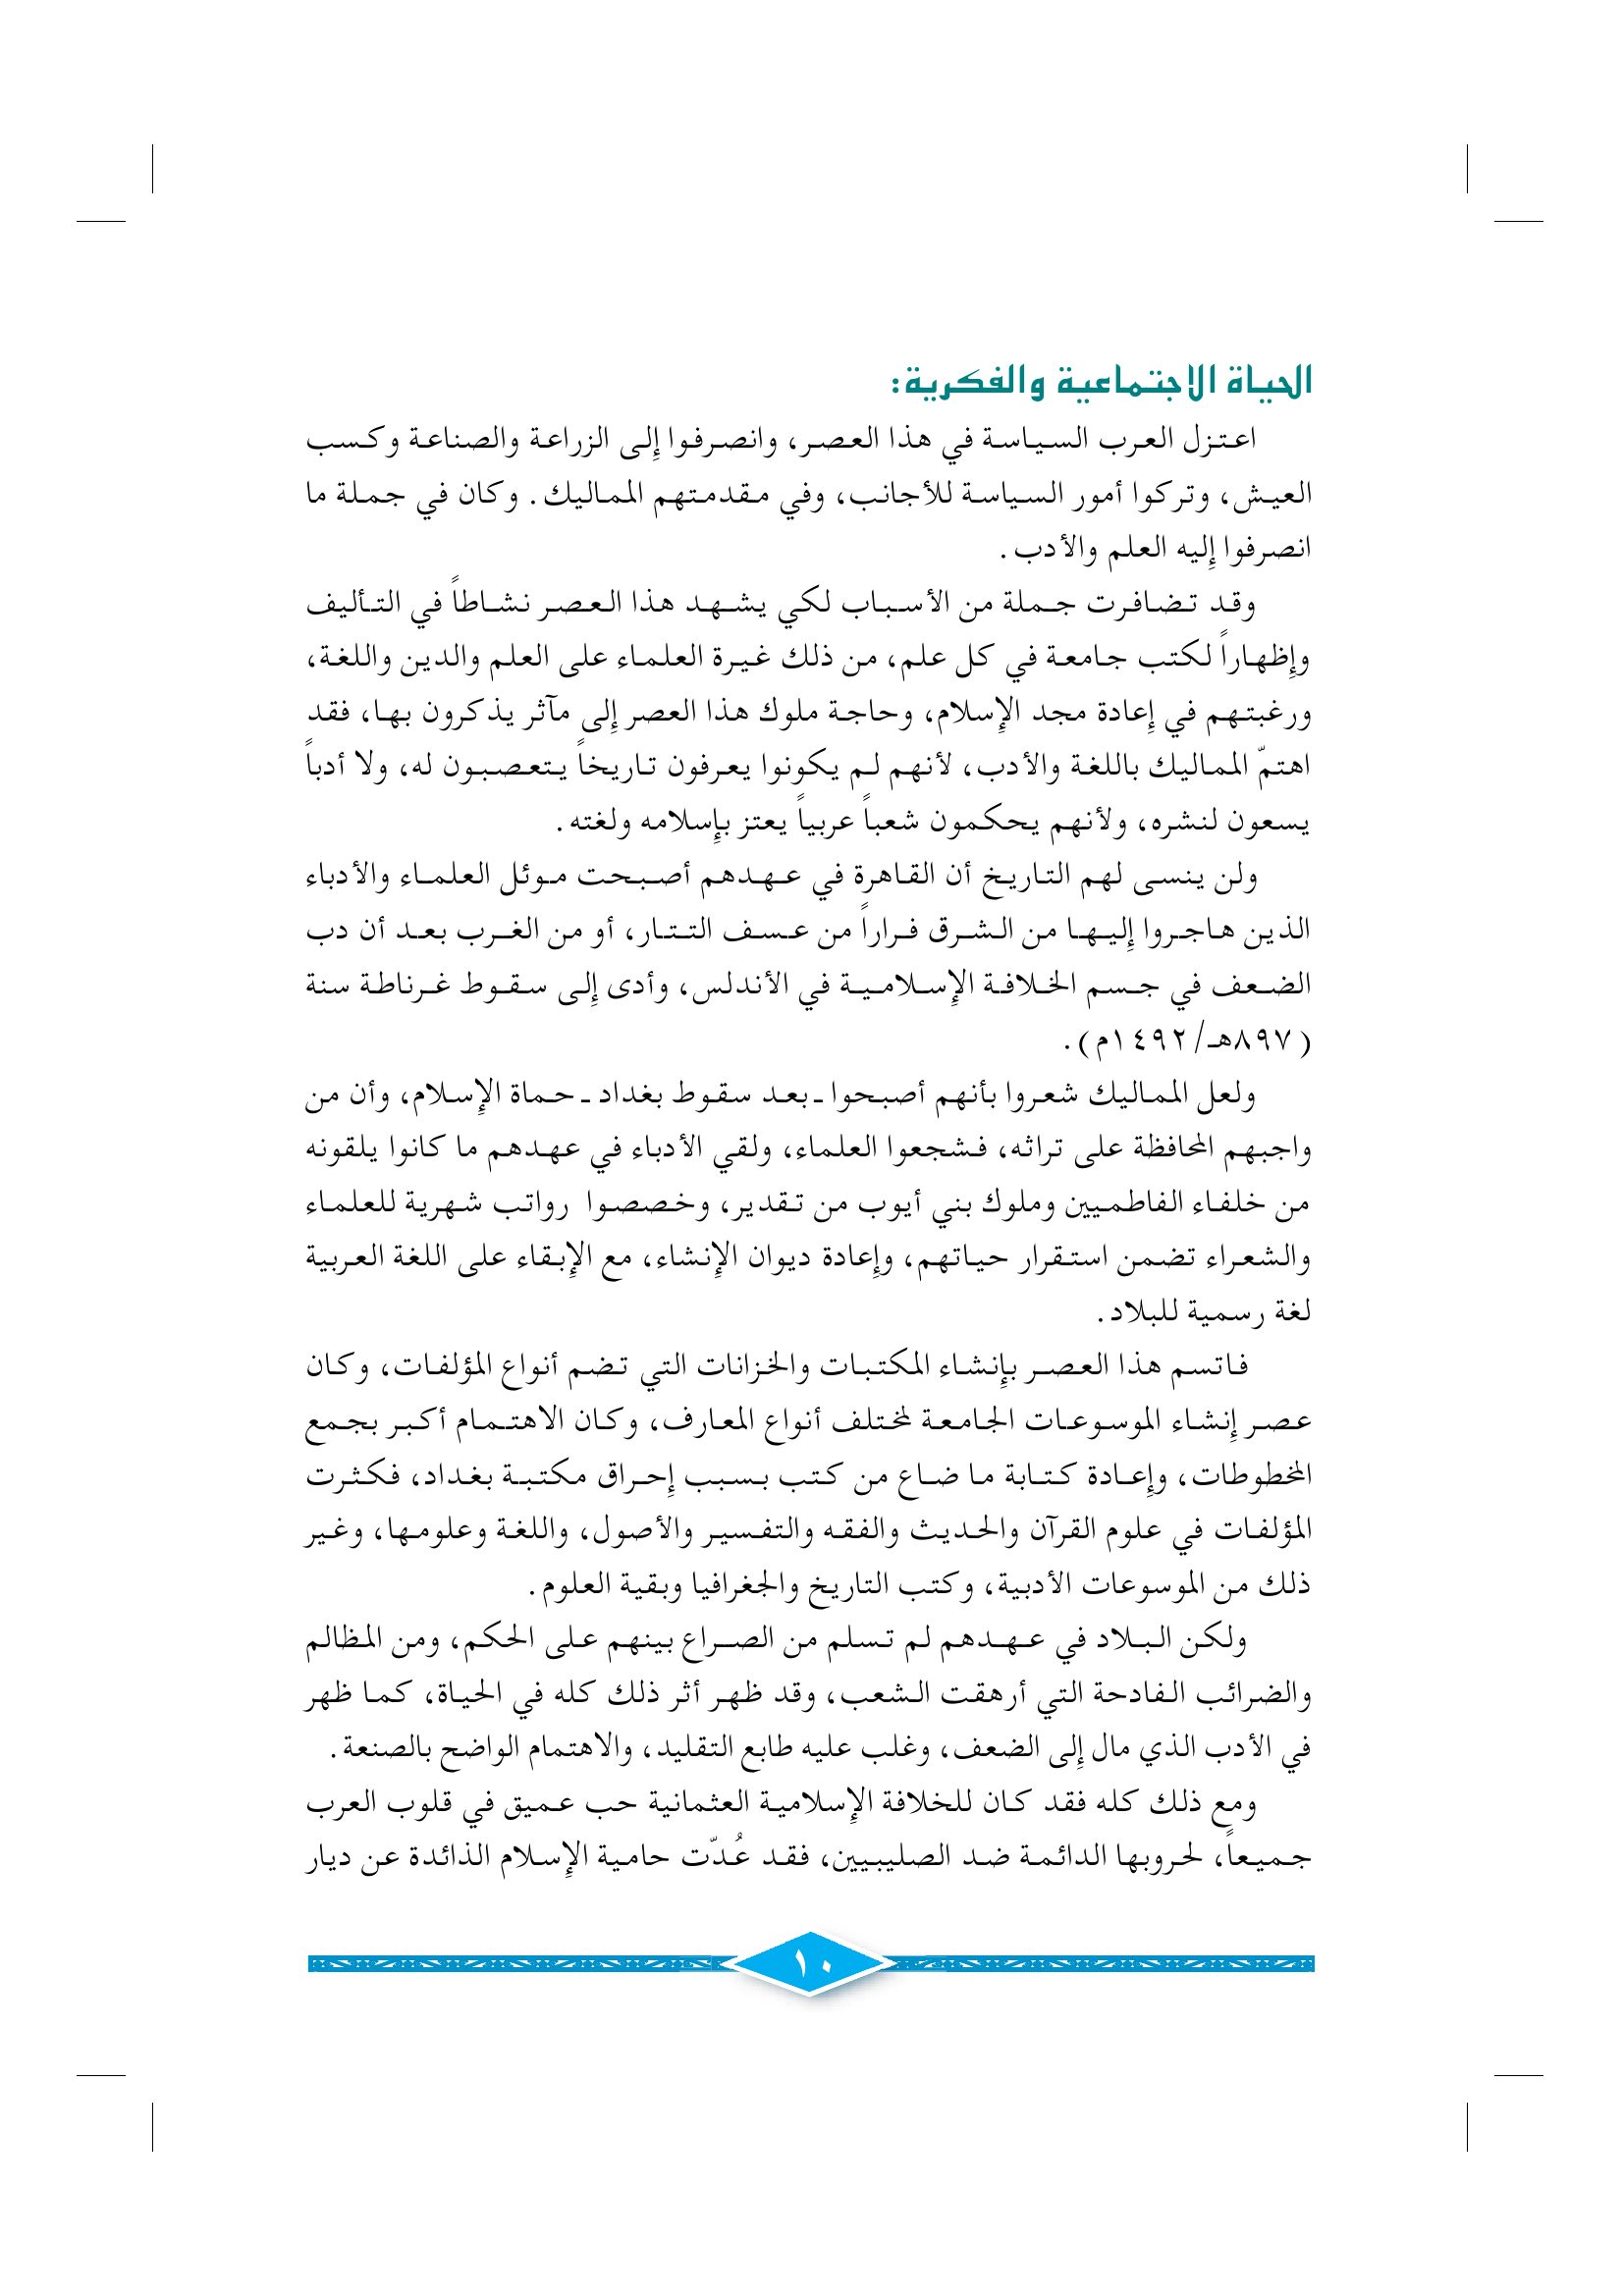 الحياة الاجتماعية والفكرية:
اعتزل العرب السياسة في هذا العصر، وانصرفوا إلى الزراعة والصناعة وكسب
العيش، وتركوا أمور السياسة للأجانب، وفي مقدمتهم المماليك. وكان في جملة ما
انصرفوا إليه العلم والأدب.
وقد تضافرت جملة من الأسباب لكي يشهد هذا العصر نشاطاً في التأليف
وإظهاراً لكتب جامعة في كل علم، من ذلك غيرة العلماء على العلم والدين واللغة،
ورغبتهم في إعادة مجد الإسلام، وحاجة ملوك هذا العصر إلى مآثر يذكرون بها، فقد
اهتمّ المماليك باللغة والأدب، لأنهم لم يكونوا يعرفون تاريخاً يتعصبون له، ولا أدباً
يسعون لنشره، ولأنهم يحكمون شعباً عربياً يعتز بإسلامه ولغته.
ولن ينسى لهم التاريخ أن القاهرة في عهدهم أصبحت موئل العلماء والأدباء
الذين هاجروا إليها من الشرق فراراً من عسف التتار، أو من الغرب بعد أن دب
الضعف في جسم الخلافة الإسلامية في الأندلس، وأدى إلى سقوط غرناطة سنة
(٨٩٧هـ/١٤٩٢م).
ولعل المماليك شعروا بأنهم أصبحوا ـ بعد سقوط بغداد ـ حماة الإسلام، وأن من
واجبهم المحافظة على تراثه، فشجعوا العلماء، ولقي الأدباء في عهدهم ما كانوا يلقونه
من خلفاء الفاطميين وملوك بني أيوب من تقدير، وخصصوا رواتب شهرية للعلماء
والشعراء تضمن استقرار حياتهم، وإعادة ديوان الإنشاء، مع الإبقاء على اللغة العربية
لغة رسمية للبلاد.
فاتسم هذا العصر بإنشاء المكتبات والخزانات التي تضم أنواع المؤلفات، وكان
عصر إنشاء الموسوعات الجامعة لمختلف أنواع المعارف، وكان الاهتمام أكبر بجمع
المخطوطات، وإعادة كتابة ما ضاع من كتب بسبب إحراق مكتبة بغداد، فكثرت
المؤلفات في علوم القرآن والحديث والفقه والتفسير والأصول، واللغة وعلومها، وغير
ذلك من الموسوعات الأدبية، وكتب التاريخ والجغرافيا وبقية العلوم.
ولكن البلاد في عهدهم لم تسلم من الصراع بينهم على الحكم، ومن المظالم
والضرائب الفادحة التي أرهقت الشعب، وقد ظهر أثر ذلك كله في الحياة، كما ظهر
في الأدب الذي مال إلى الضعف، وغلب عليه طابع التقليد، والاهتمام الواضح بالصنعة.
ومع ذلك كله فقد كان للخلافة الإسلامية العثمانية حب عميق في قلوب العرب
جميعاً، لحروبها الدائمة ضد الصليبيين، فقد عُدّت حامية الإسلام الذائدة عن ديار
١٠